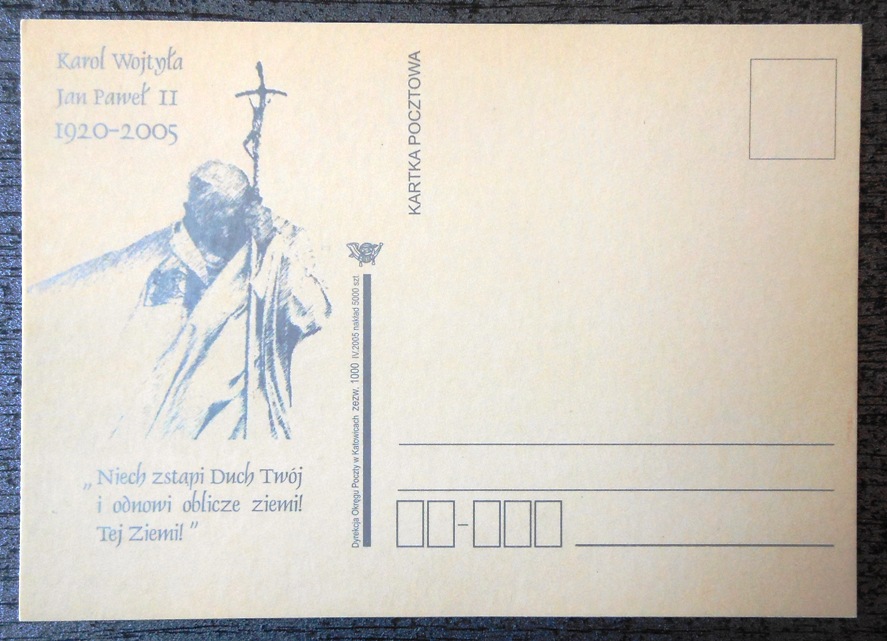 Karol Wojtyła
Jan Paweł II
1920–2005
„Niech zstąpi Duch Twój
i odnowi oblicze ziemi!
Tej Ziemi!”
KARTKA POCZTOWA
Dyrekcja Okręgu Poczty w Katowicach zezw. 1000 IV.2005 nakład 5000 szt.